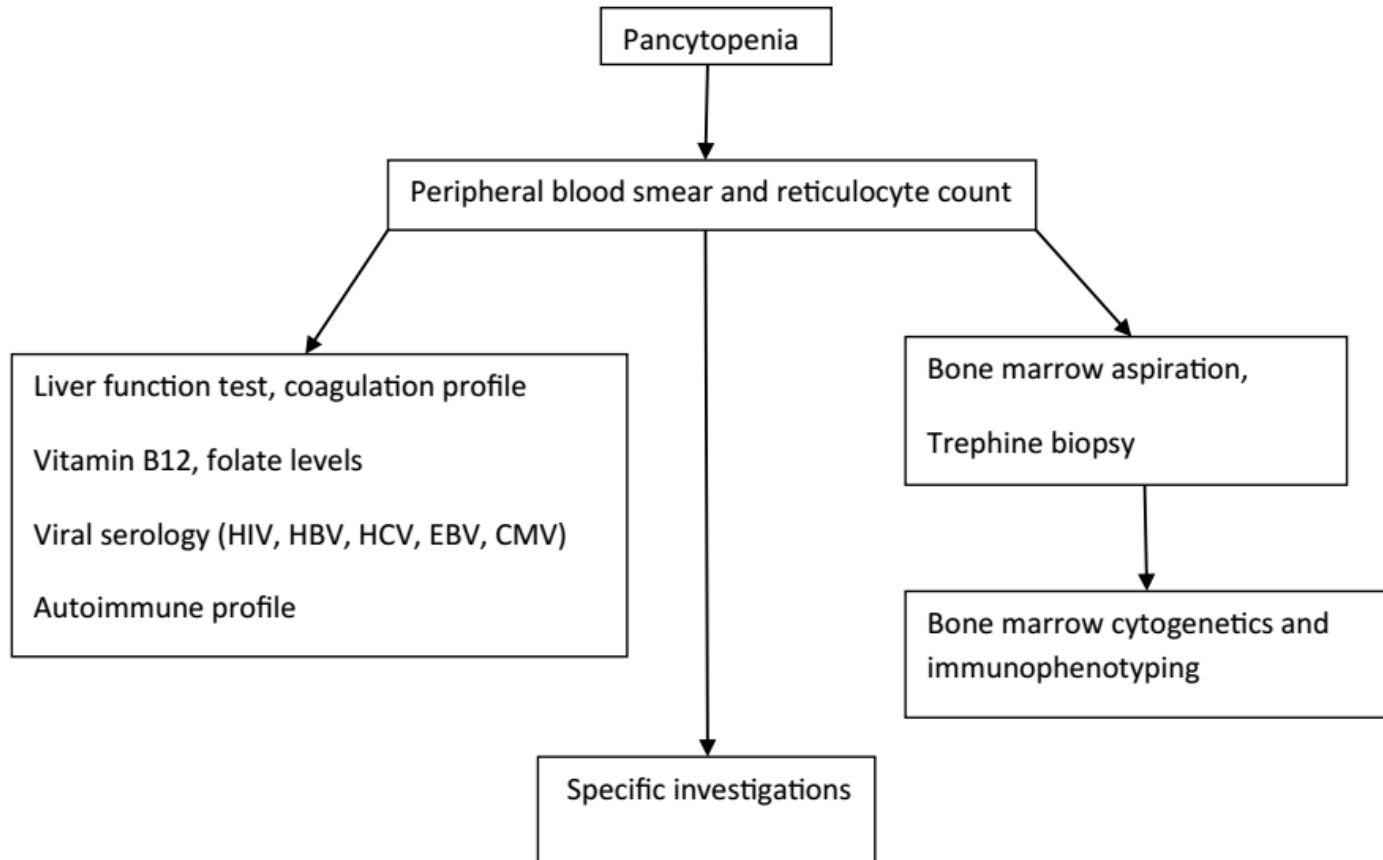 Pancytopenia
Peripheral blood smear and reticulocyte count
Liver function test, coagulation profile
Vitamin B12, folate levels
Viral serology (HIV, HBV, HCV, EBV, CMV)
Autoimmune profile
Bone marrow aspiration,
Trephine biopsy
Bone marrow cytogenetics and
immunophenotyping
Specific investigations